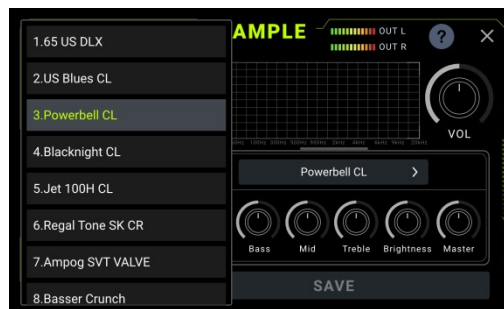 1.65 US DLX
2.US Blues CL
3.Powerbell CL
4.Blacknight CL
5.Jet 100H CL
6.Regal Tone SK CR
7.Ampog SVT VALVE
8.Basser Crunch
AMPLE
OUT L
OUT R
?
VOL
Powerbell CL >
Bass Mid Treble Brightness Master
SAVE